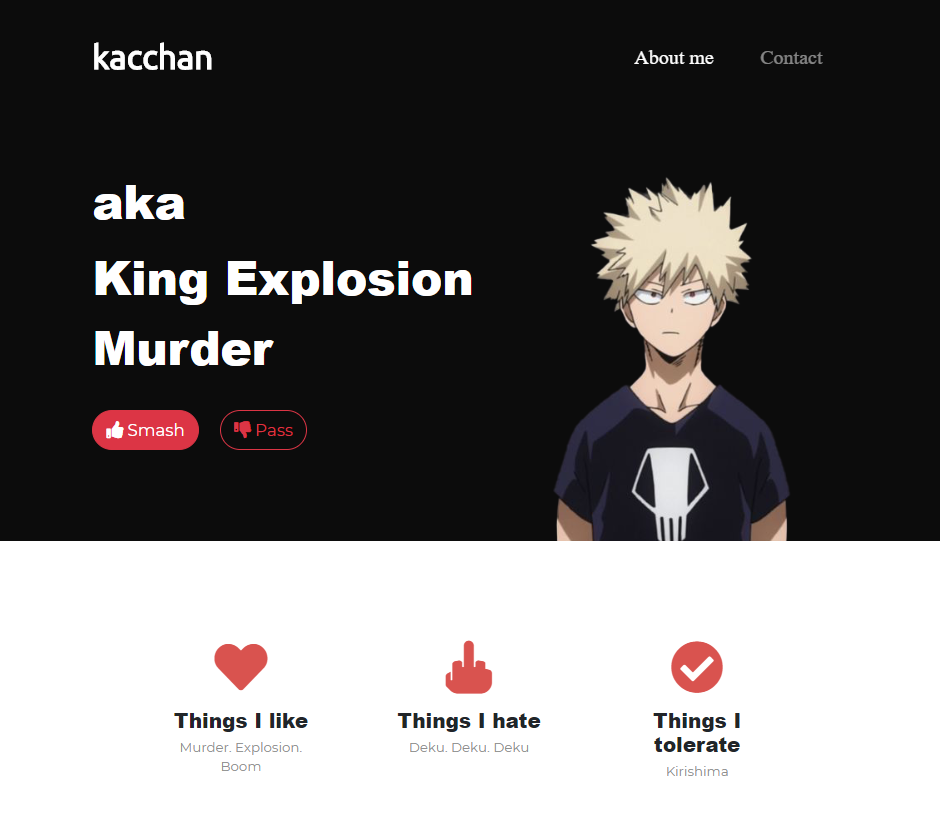 kacchan
About me
Contact
aka
King Explosion
Murder
Smash
Pass
Things I like
Murder. Explosion.
Boom
Things I hate
Deku. Deku. Deku
Things I
tolerate
Kirishima